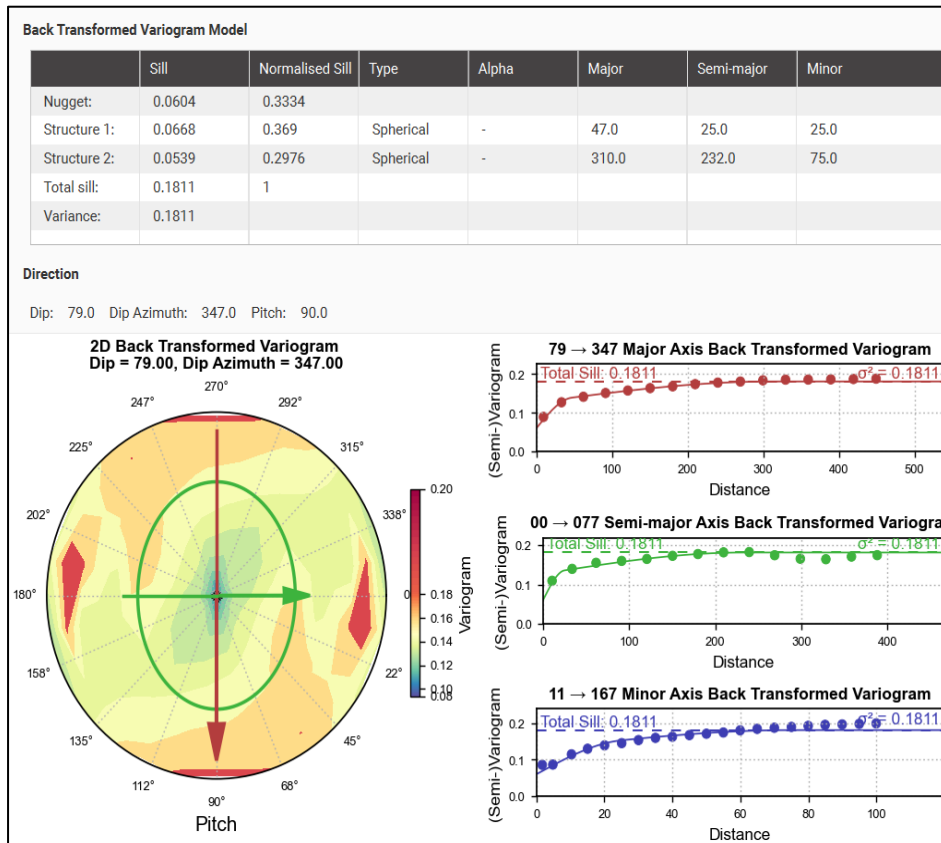 Back Transformed Variogram Model
Sill Normalised Sill Type Alpha Major Semi-major Minor
Nugget: 0.0604 0.3334
Structure 1: 0.0668 0.369 Spherical - 47.0 25.0 25.0
Structure 2: 0.0539 0.2976 Spherical - 310.0 232.0 75.0
Total sill: 0.1811 1
Variance: 0.1811
Direction
Dip: 79.0 Dip Azimuth: 347.0 Pitch: 90.0
2D Back Transformed Variogram
Dip = 79.00, Dip Azimuth = 347.00
270°
247° 292°
225° 315°
202° 338°
180° 0
158° 22°
135° 45°
112° 68°
90°
Pitch
0.20
0.18
0.16
0.14
0.12
0.10
0.00
Variogram
79 → 347 Major Axis Back Transformed Variogram
(Semi-)Variogram
0.2
0.1
0.0
Total Sill: 0.1811 σ² = 0.1811
0 100 200 300 400 500
Distance
00 → 077 Semi-major Axis Back Transformed Variogra
(Semi-)Variogram
0.2
0.1
0.0
Total Sill: 0.1811 σ² = 0.1811
0 100 200 300 400
Distance
11 → 167 Minor Axis Back Transformed Variogram
(Semi-)Variogram
0.2
0.1
0.0
Total Sill: 0.1811 σ² = 0.1811
0 20 40 60 80 100
Distance